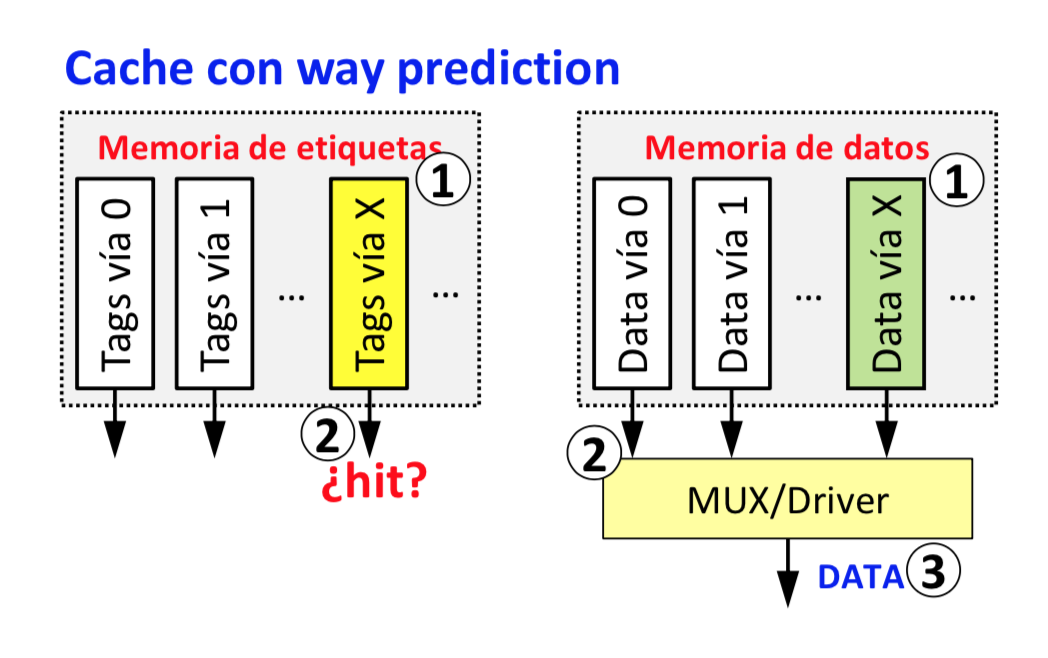 Cache con way prediction
Memoria de etiquetas
1
Tags vía 0
Tags vía 1
...
Tags vía X
...
2
¿hit?
Memoria de datos
1
Data vía 0
Data vía 1
...
Data vía X
...
2
MUX/Driver
DATA 3